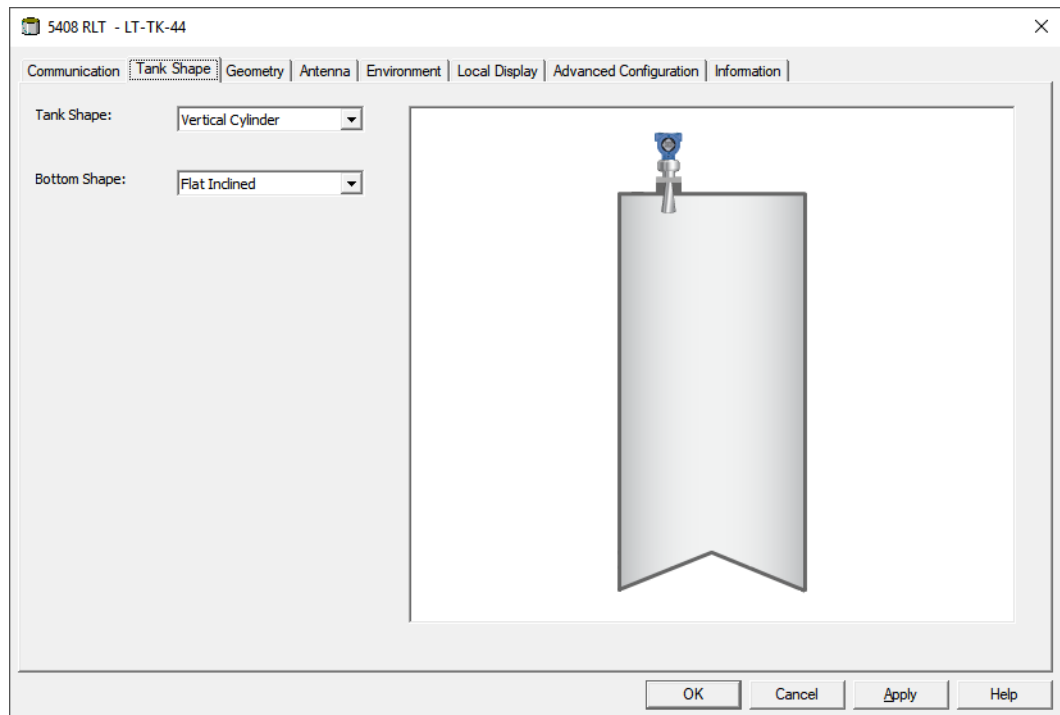 5408 RLT - LT-TK-44
Communication Tank Shape Geometry Antenna Environment Local Display Advanced Configuration Information
Tank Shape: Vertical Cylinder
Bottom Shape: Flat Inclined
OK Cancel Apply Help